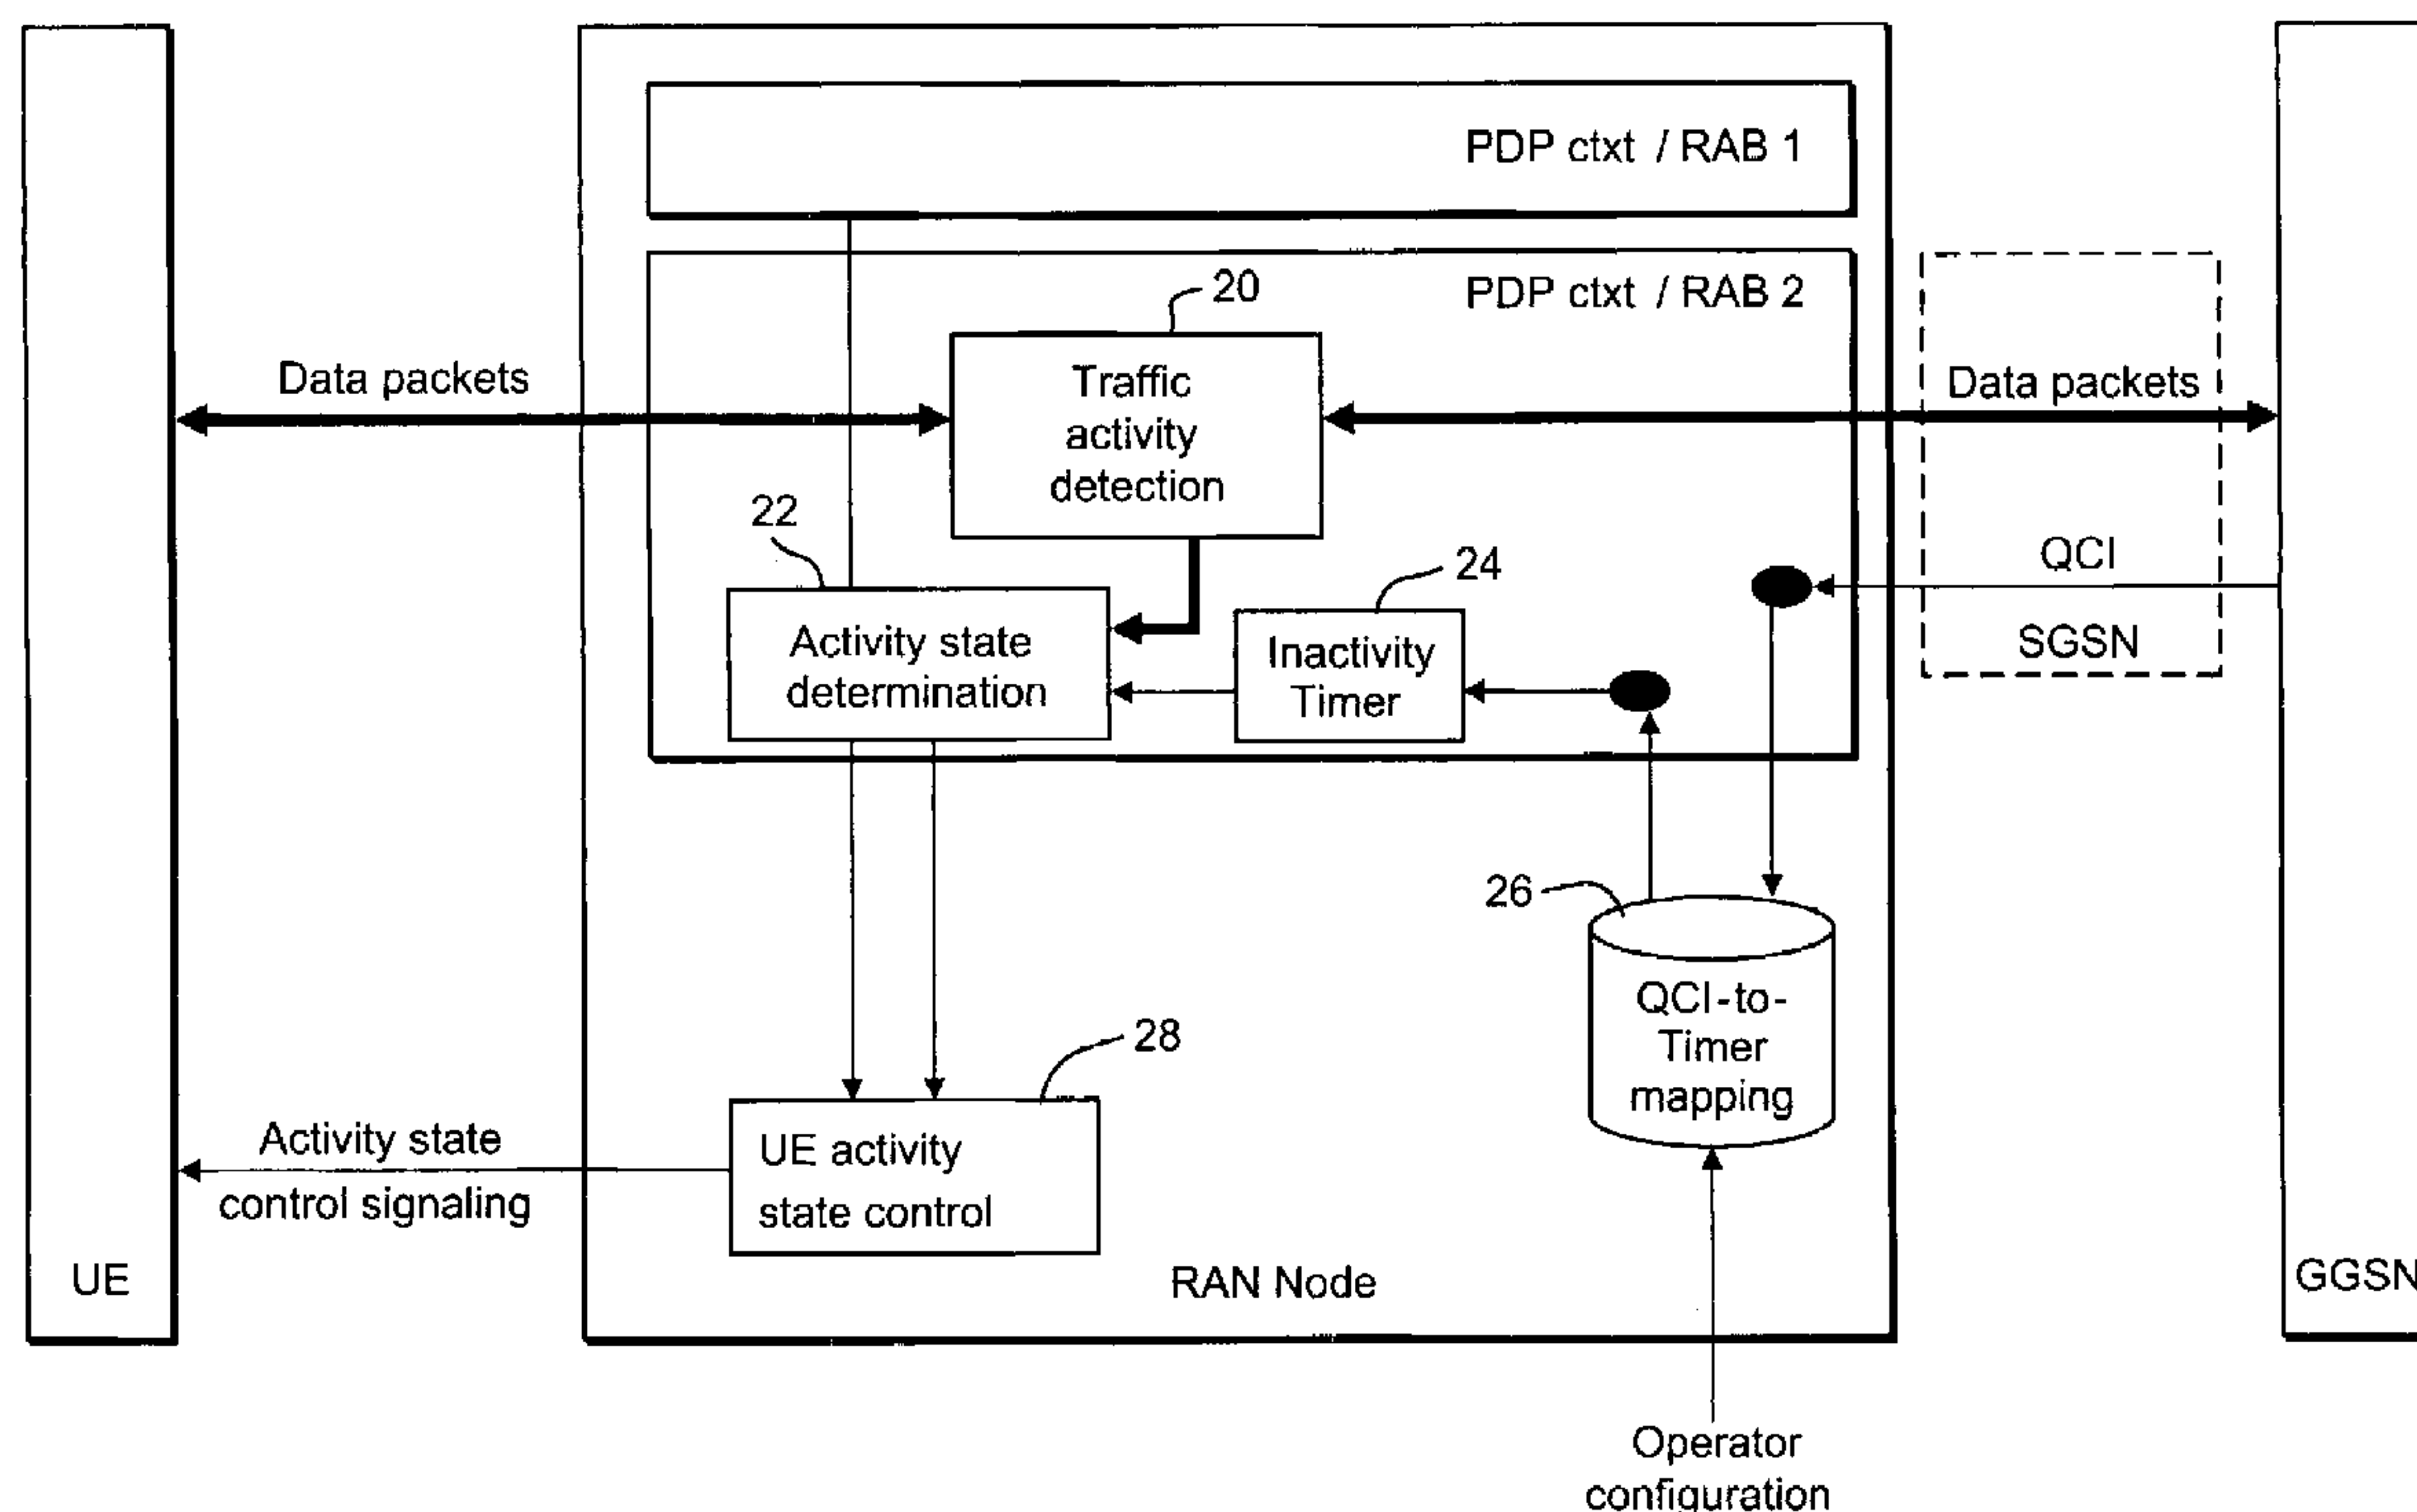 PDP ctxt / RAB 1
PDP ctxt / RAB 2
20
Data packets
Traffic
activity
detection
Data packets
22
24
QCI
SGSN
Activity state
determination
Inactivity
Timer
26
QCI-to-
Timer
mapping
28
Activity state
control signaling
UE activity
state control
UE
RAN Node
GGSN
Operator
configuration